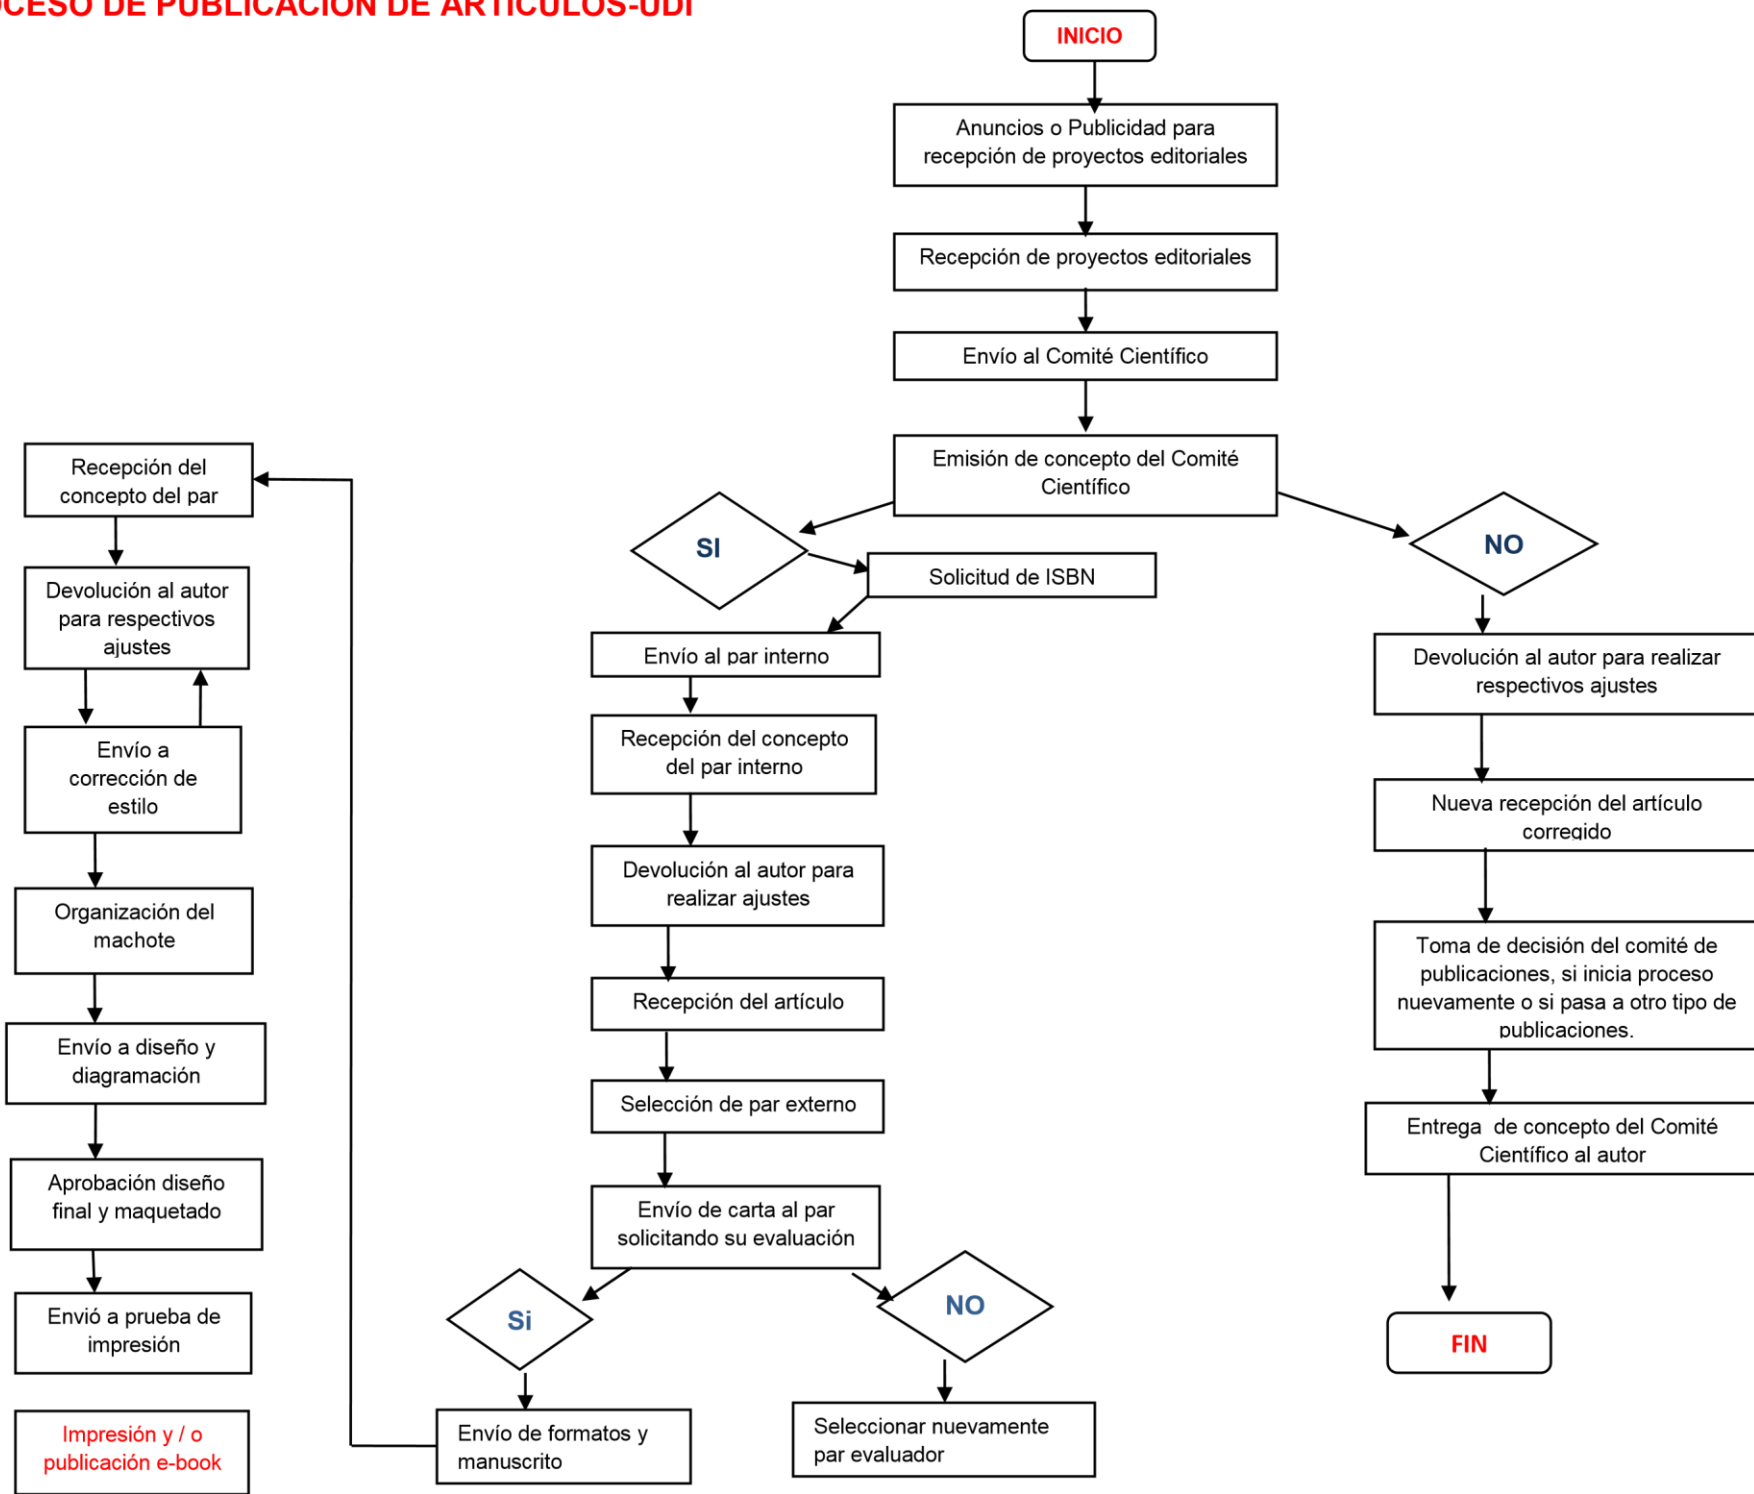 OCESO DE PUBLICACIÓN DE ARTÍCULOS-UDI
INICIO
Anuncios o Publicidad para
recepción de proyectos editoriales
Recepción de proyectos editoriales
Envío al Comité Científico
Emisión de concepto del Comité
Científico
SI
NO
Solicitud de ISBN
Envío al par interno
Recepción del concepto
del par interno
Devolución al autor para
realizar ajustes
Recepción del artículo
Selección de par externo
Envío de carta al par
solicitando su evaluación
Si
NO
Envío de formatos y
manuscrito
Seleccionar nuevamente
par evaluador
Recepción del
concepto del par
Devolución al autor
para respectivos
ajustes
Envío a
corrección de
estilo
Organización del
machote
Envío a diseño y
diagramación
Aprobación diseño
final y maquetado
Envió a prueba de
impresión
Impresión y / o
publicación e-book
Devolución al autor para realizar
respectivos ajustes
Nueva recepción del artículo
corregido
Toma de decisión del comité de
publicaciones, si inicia proceso
nuevamente o si pasa a otro tipo de
publicaciones.
Entrega  de concepto del Comité
Científico al autor
FIN